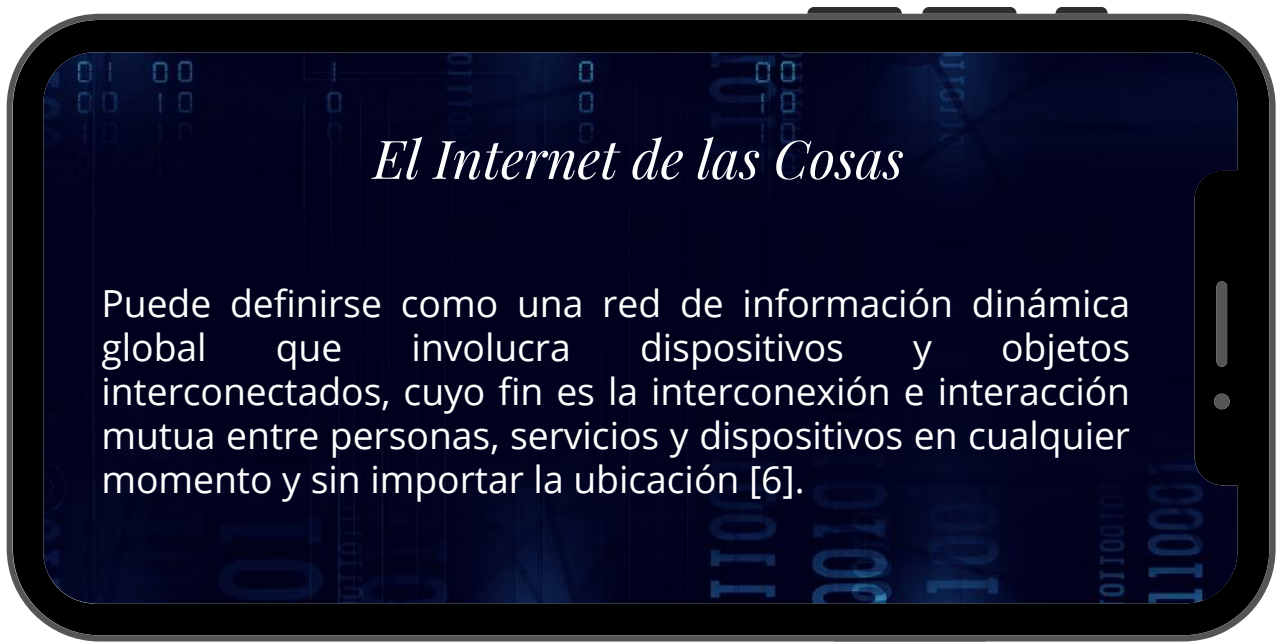 El Internet de las Cosas
Puede definirse como una red de información dinámica
global que involucra dispositivos y objetos
interconectados, cuyo fin es la interconexión e interacción
mutua entre personas, servicios y dispositivos en cualquier
momento y sin importar la ubicación [6].